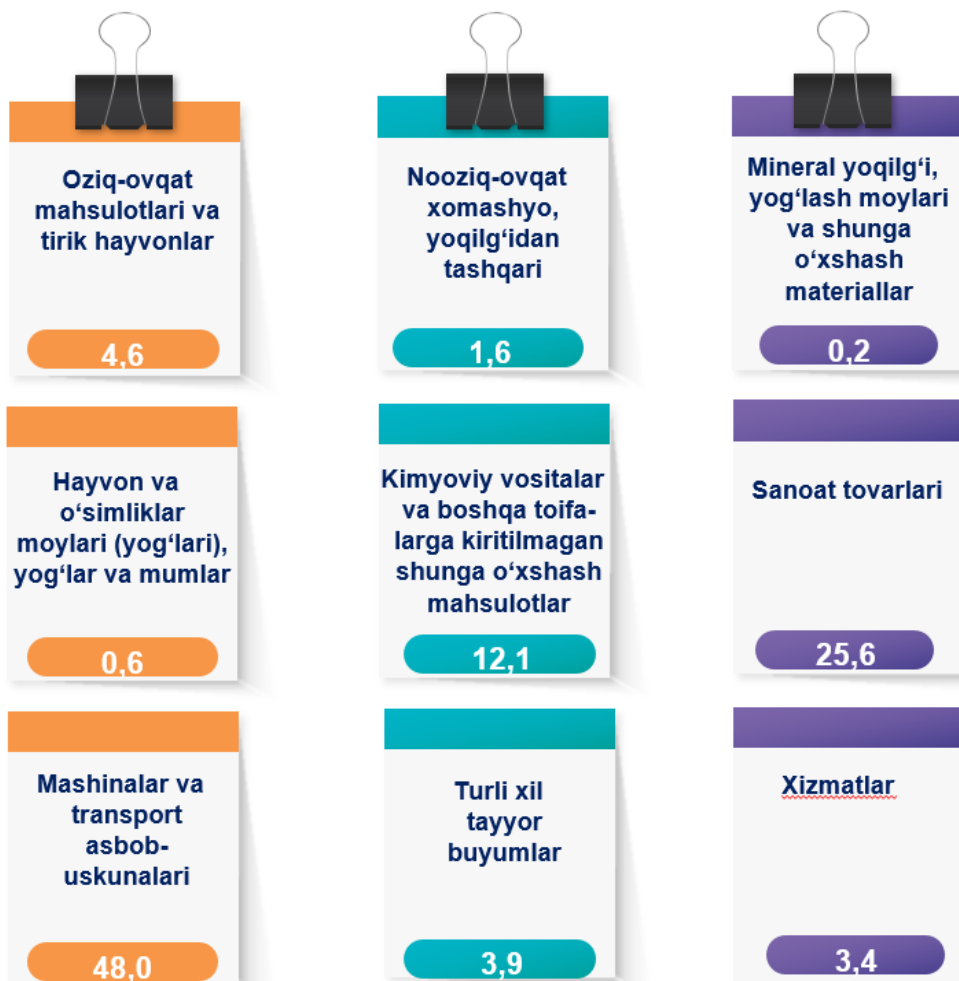 Oziq-ovqat
mahsulotlari va
tirik hayvonlar
4,6
Nooziq-ovqat
xomashyo,
yoqilg‘idan
tashqari
1,6
Mineral yoqilg‘i,
yog‘lash moylari
va shunga
o‘xshash
materiallar
0,2
Hayvon va
o‘simliklar
moylari (yog‘lari),
yog‘lar va mumlar
0,6
Kimyoviy vositalar
va boshqa toifa-
larga kiritilmagan
shunga o‘xshash
mahsulotlar
12,1
Sanoat tovarlari
25,6
Mashinalar va
transport
asbob-
uskunalari
48,0
Turli xil
tayyor
buyumlar
3,9
Xizmatlar
3,4